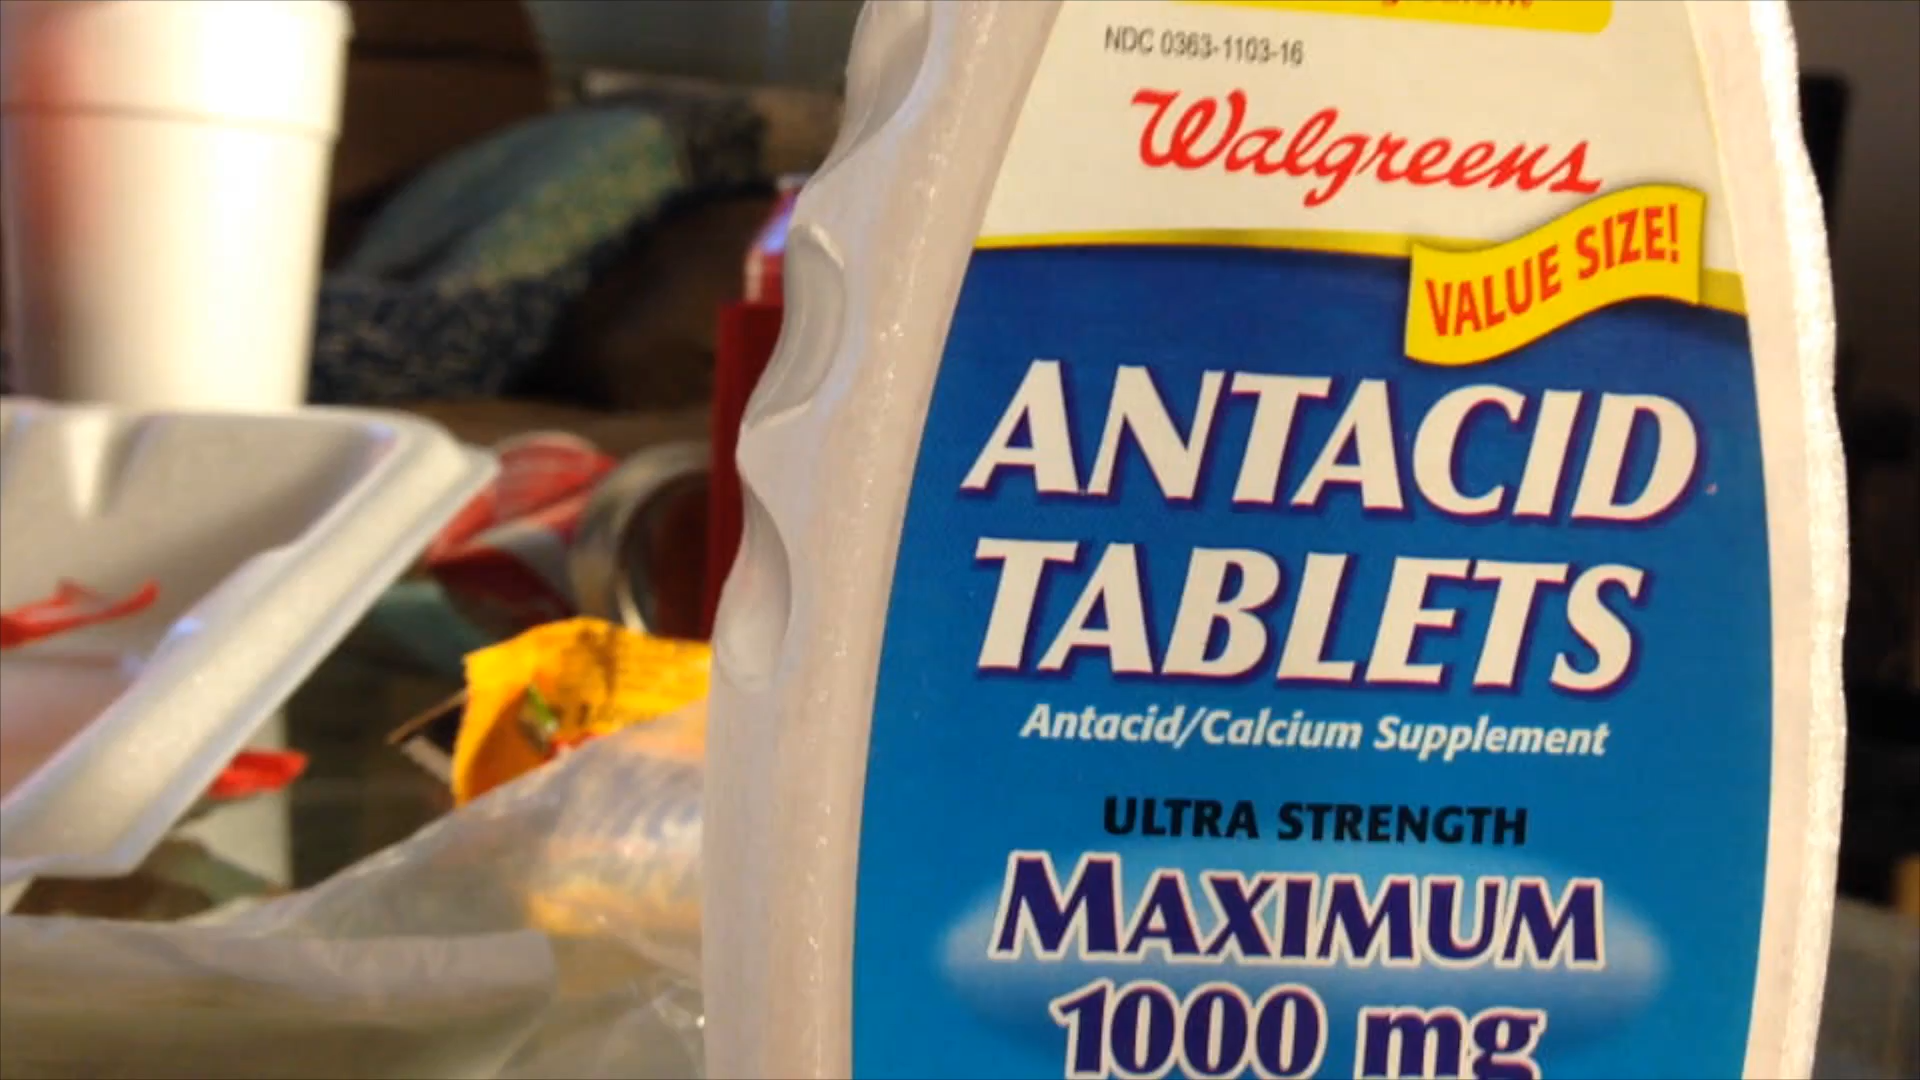 NDC 0363-1103-16
Walgreens
VALUE SIZE!
ANTACID
TABLETS
Antacid/Calcium Supplement
ULTRA STRENGTH
MAXIMUM
1000 mg